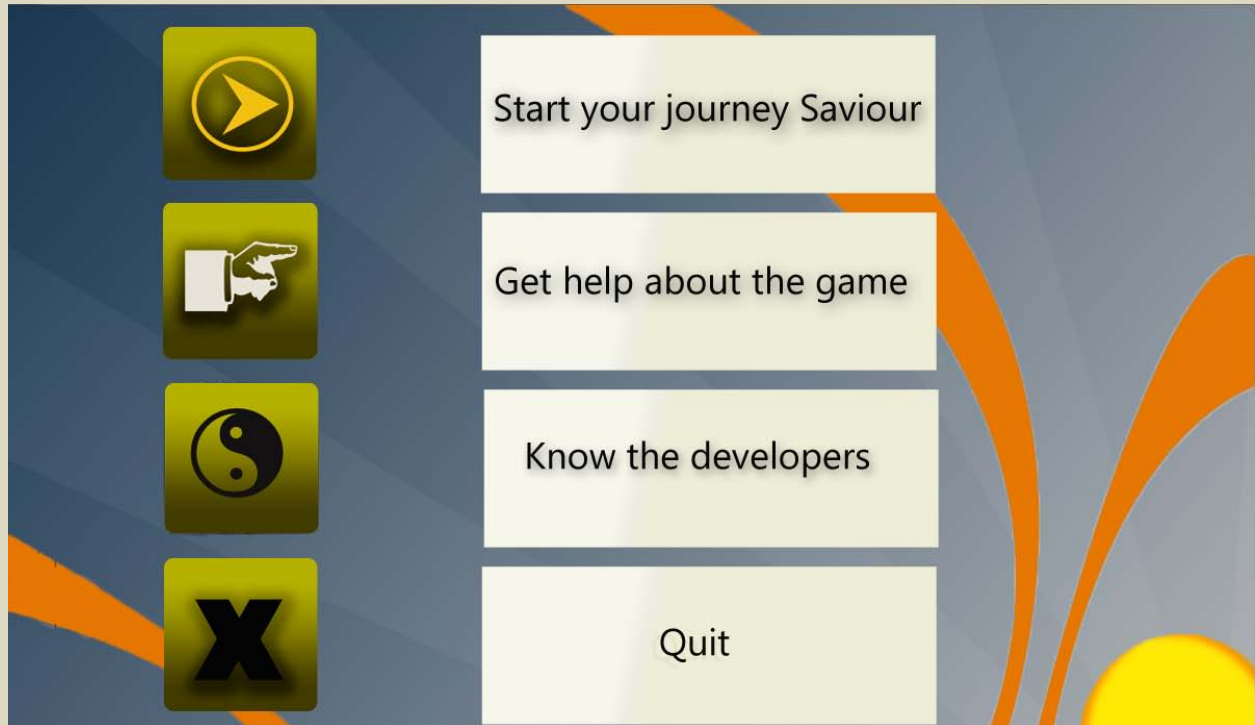 Start your journey Saviour
Get help about the game
Know the developers
X
Quit